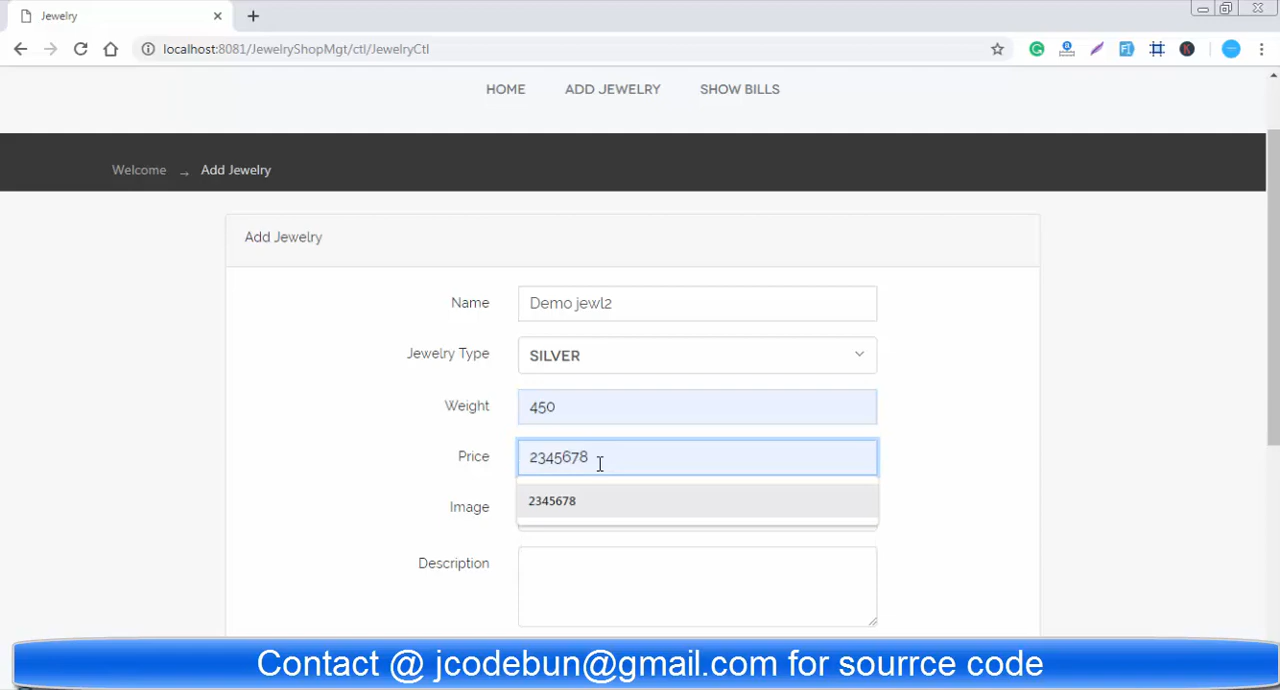 Jewelry
localhost:8081/JewelryShopMgt/ctl/JewelryCtl
HOME ADD JEWELRY SHOW BILLS
Welcome → Add Jewelry
Add Jewelry
Name Demo jewl2
Jewelry Type SILVER
Weight 450
Price 2345678
2345678
Image
Description
Contact @ jcodebun@gmail.com for sourrce code